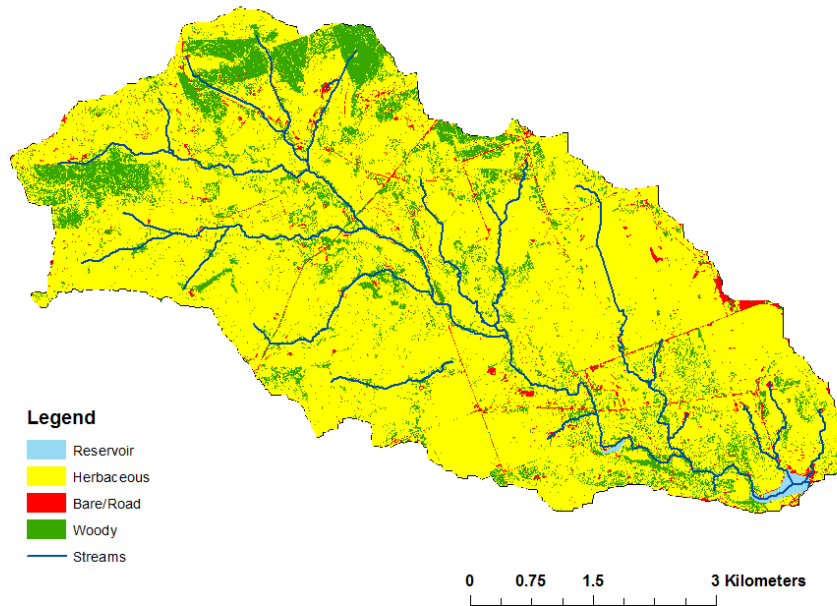 Legend
Reservoir
Herbaceous
Bare/Road
Woody
Streams
0 0.75 1.5 3 Kilometers